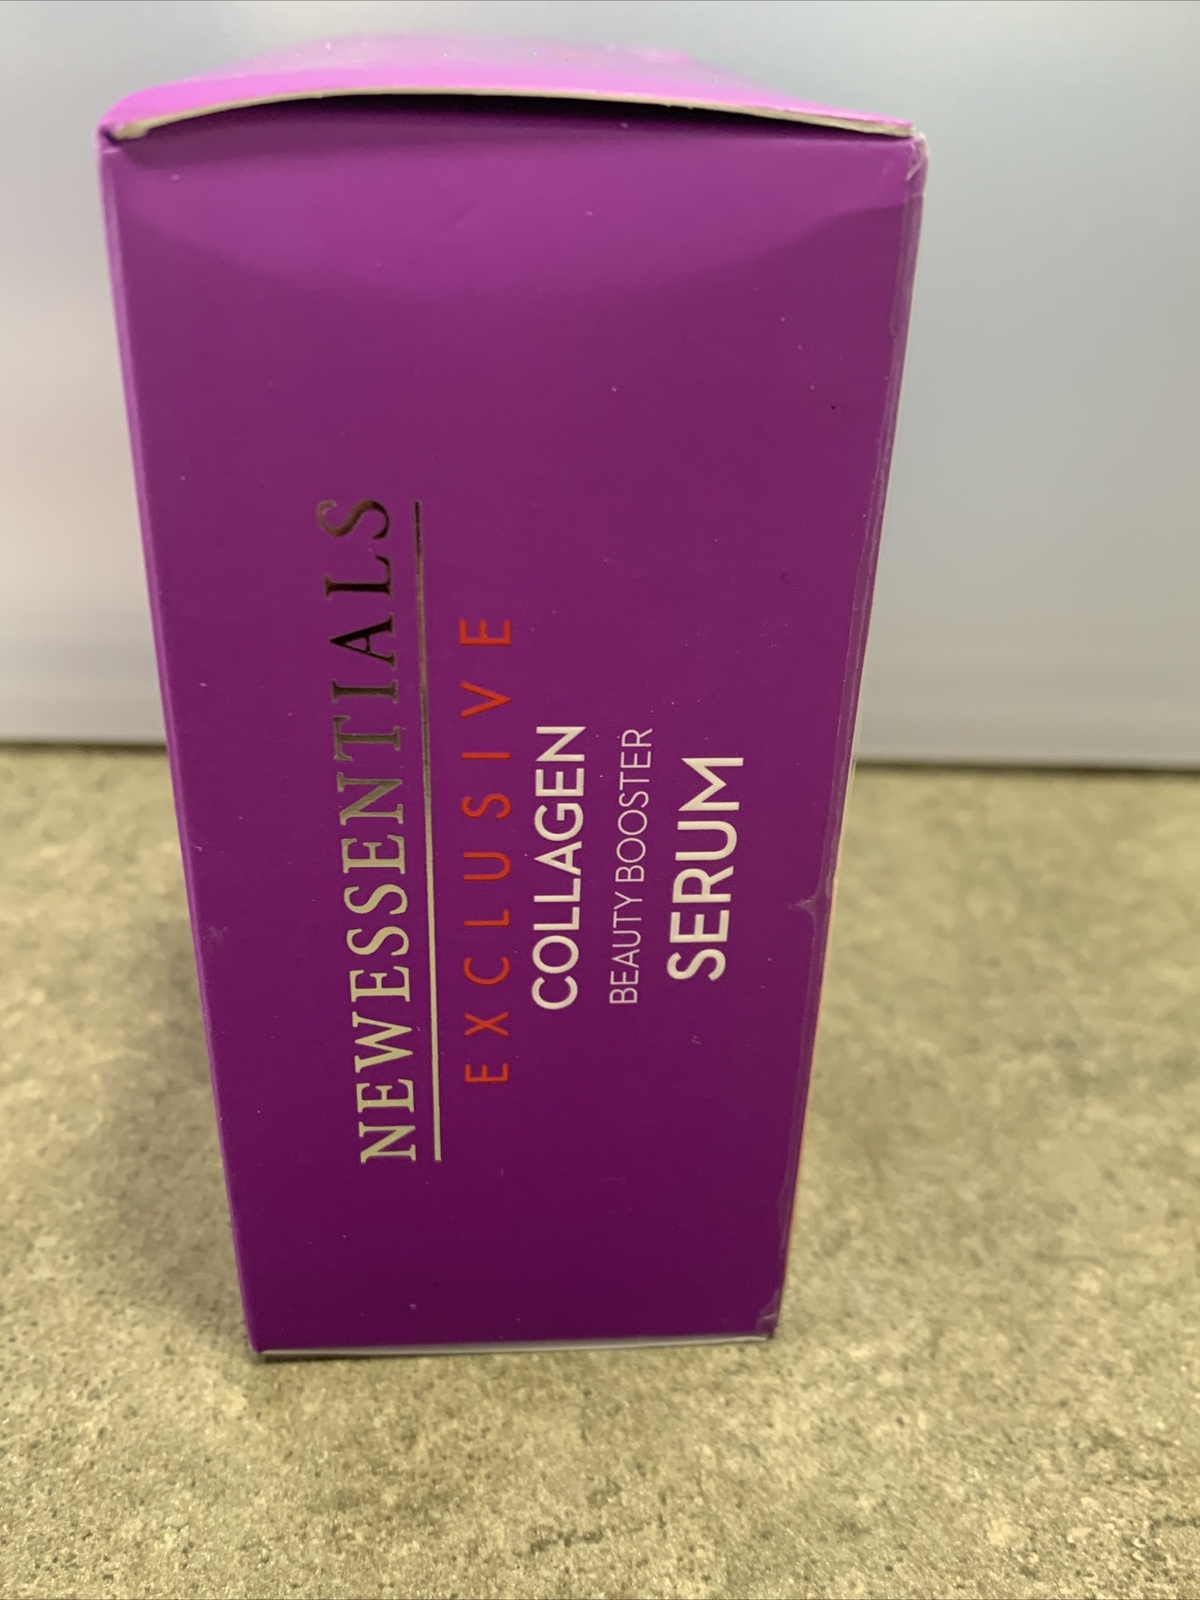 NEWESSENTIALS
EXCLUSIVE
COLLAGEN
BEAUTY BOOSTER
SERUM